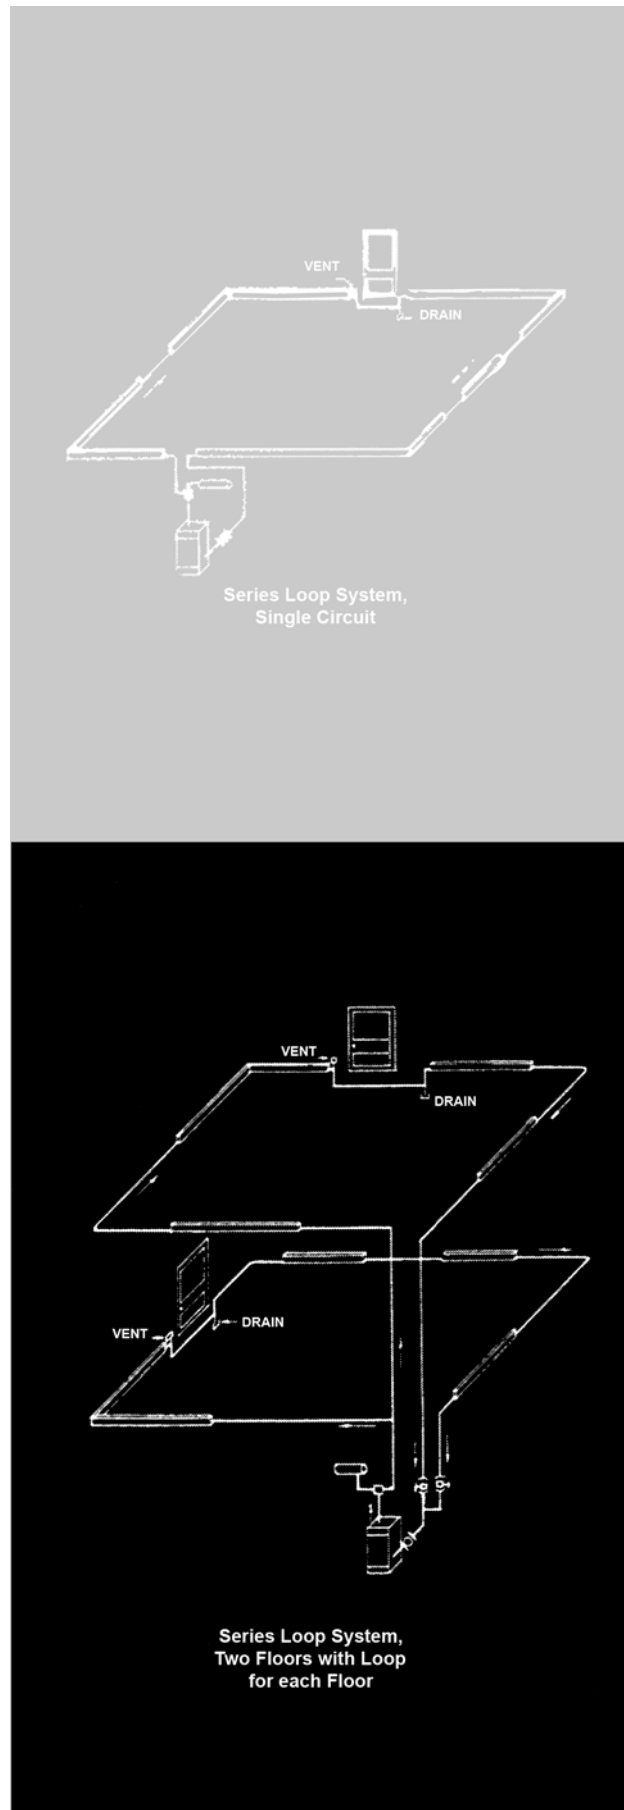 VENT
DRAIN
Series Loop System,
Single Circuit
VENT
DRAIN
VENT
DRAIN
Series Loop System,
Two Floors with Loop
for each Floor